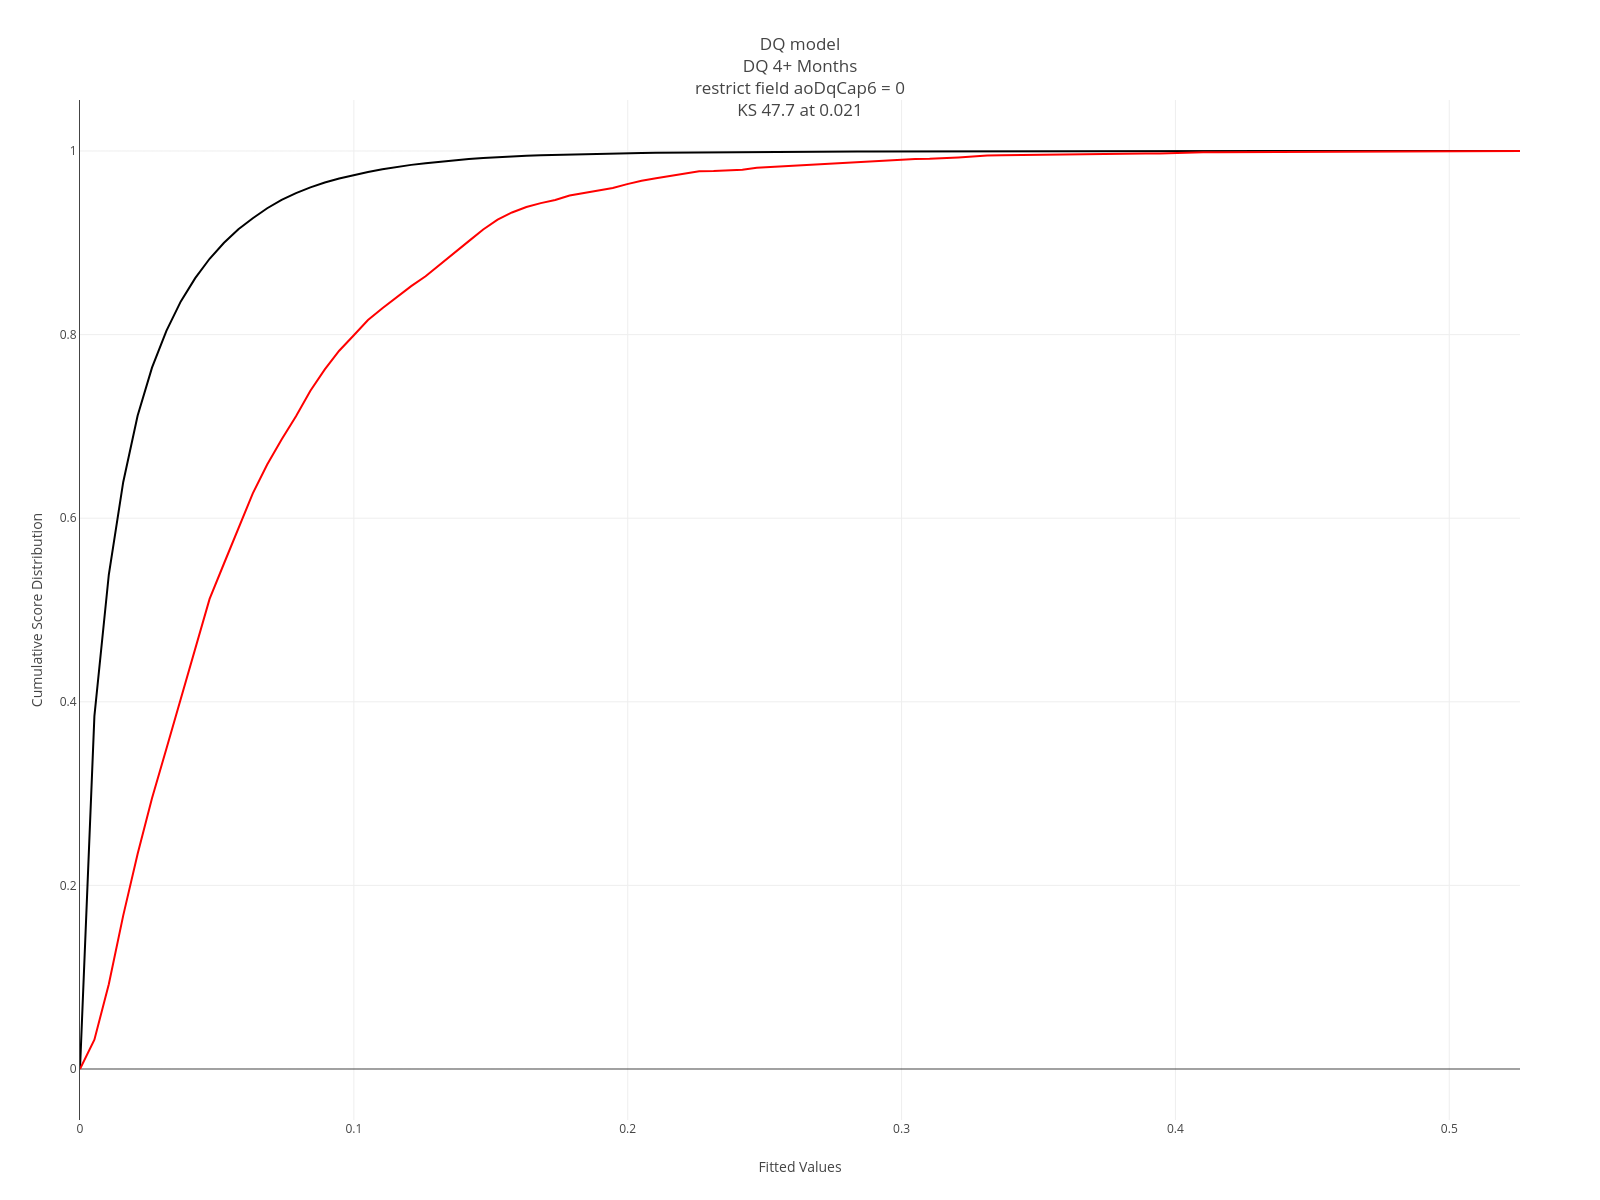 DQ model
DQ 4+ Months
restrict field aoDqCap6 = 0
KS 47.7 at 0.021
1
0.8
0.6
0.4
0.2
0
Cumulative Score Distribution
0
0.1
0.2
0.3
0.4
0.5
Fitted Values